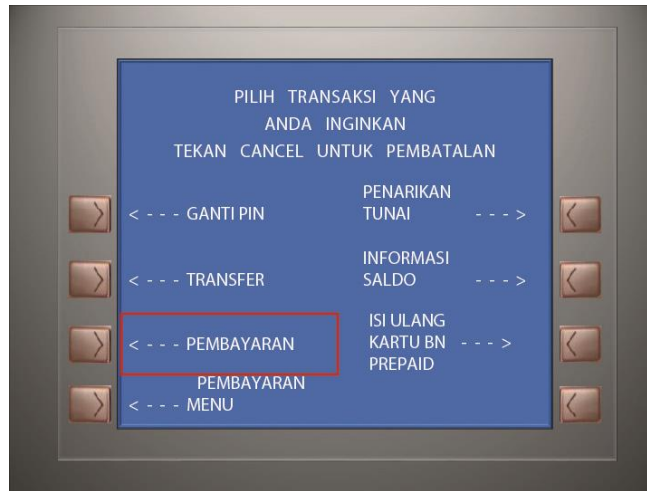 PILIH TRANSAKSI YANG
ANDA INGINKAN
TEKAN CANCEL UNTUK PEMBATALAN
< - - - GANTI PIN
PENARIKAN
TUNAI - - - >
< - - - TRANSFER
INFORMASI
SALDO - - - >
< - - - PEMBAYARAN
ISI ULANG
KARTU BN - - - >
PREPAID
PEMBAYARAN
< - - - MENU